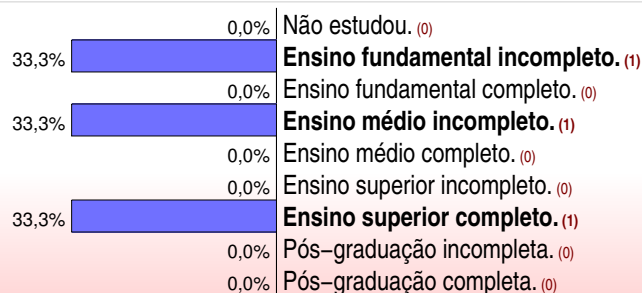 0,0% Não estudou. (0)
33,3% Ensino fundamental incompleto. (1)
0,0% Ensino fundamental completo. (0)
33,3% Ensino médio incompleto. (1)
0,0% Ensino médio completo. (0)
0,0% Ensino superior incompleto. (0)
33,3% Ensino superior completo. (1)
0,0% Pós−graduação incompleta. (0)
0,0% Pós−graduação completa. (0)